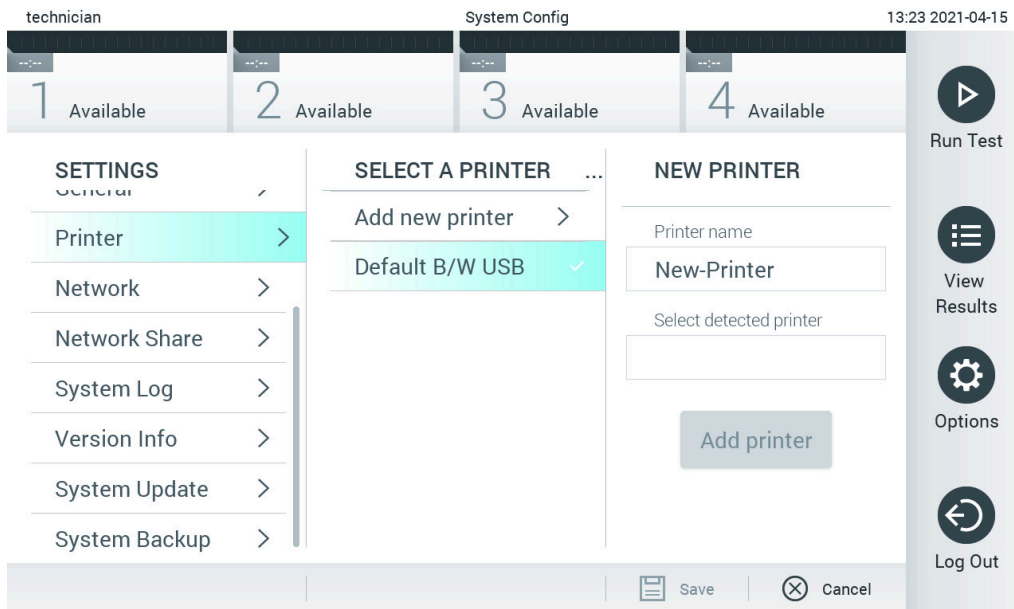 technician
System Config
13:23 2021-04-15
--:--
1 Available
--:--
2 Available
--:--
3 Available
--:--
4 Available
SETTINGS
General
Printer
Network
Network Share
System Log
Version Info
System Update
System Backup
SELECT A PRINTER ...
Add new printer
Default B/W USB
NEW PRINTER
Printer name
New-Printer
Select detected printer
Add printer
Save
Cancel
Run Test
View
Results
Options
Log Out